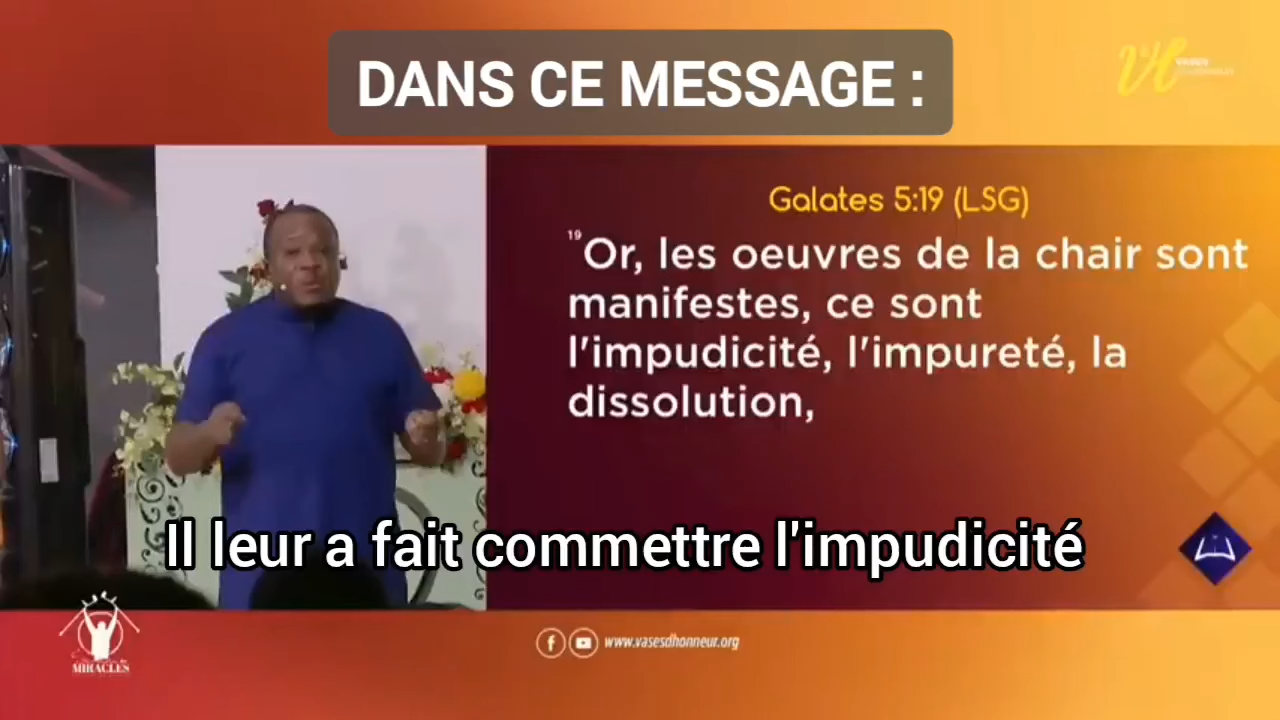 DANS CE MESSAGE :
VASES
Galates 5:19 (LSG)
19 Or, les oeuvres de la chair sont
manifestes, ce sont
l'impudicité, l'impureté, la
dissolution,
Il leur a fait commettre l'impudicité
MIRACLES
www.vasesdhonneur.org